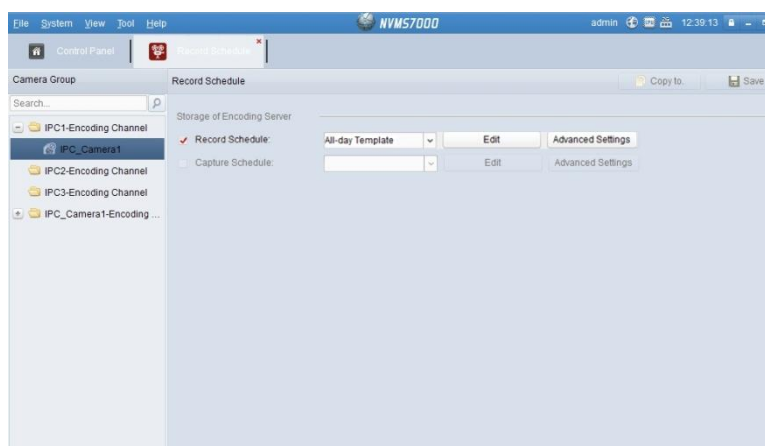 File System View Tool Help NVMS7000 admin 12:39:13
Control Panel Record Schedule
Camera Group
Record Schedule Copy to. Save
Search...
Storage of Encoding Server
IPC1-Encoding Channel
Record Schedule: All-day Template Edit Advanced Settings
IPC_Camera1
Capture Schedule: Edit Advanced Settings
IPC2-Encoding Channel
IPC3-Encoding Channel
IPC_Camera1-Encoding ...